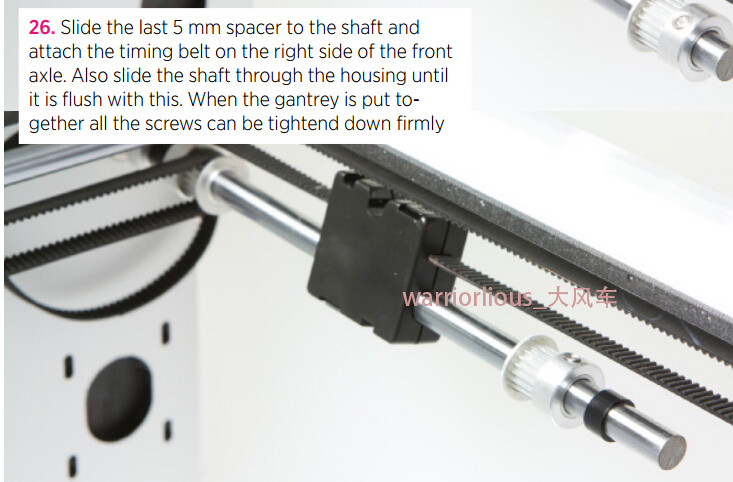 26. Slide the last 5 mm spacer to the shaft and
attach the timing belt on the right side of the front
axle. Also slide the shaft through the housing until
it is flush with this. When the gantrey is put to-
gether all the screws can be tightend down firmly
warriorlious_大风车